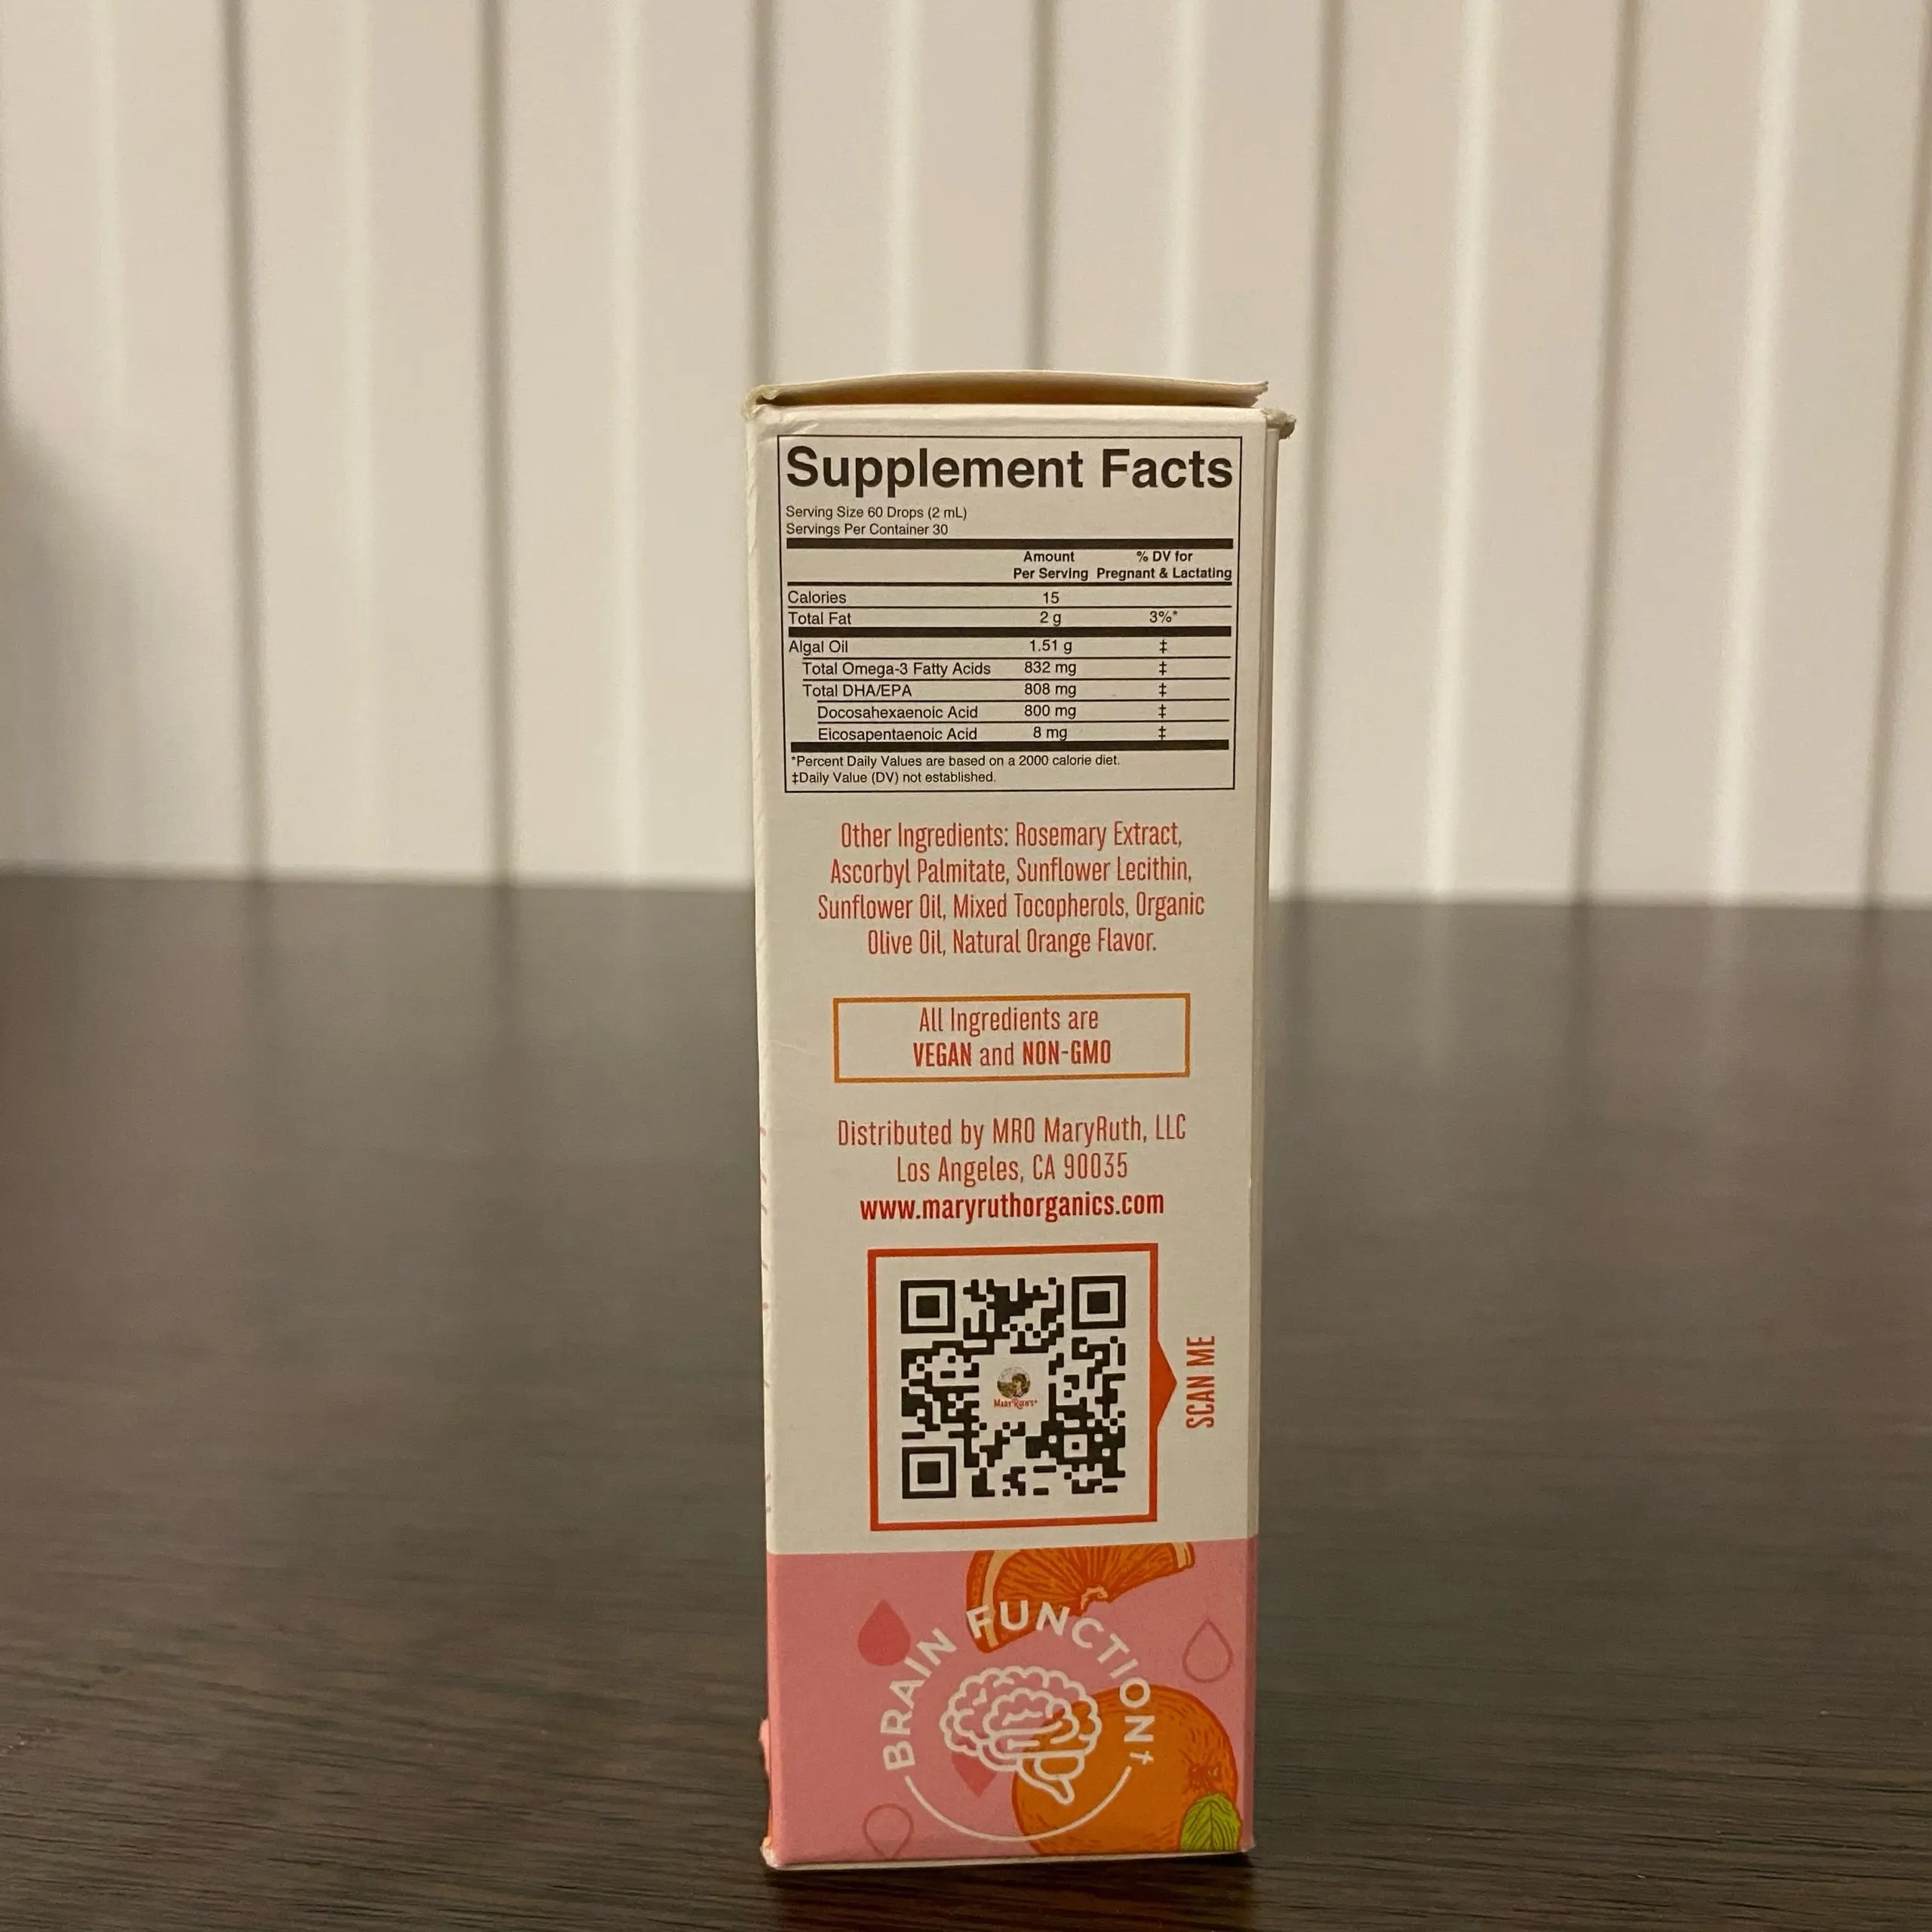 Supplement Facts
Serving Size 60 Drops (2 mL)
Servings Per Container 30
Amount Per Serving % DV for Pregnant & Lactating
Calories 15
Total Fat 2 g 3%*
Algal Oil 1.51 g ‡
Total Omega-3 Fatty Acids 832 mg ‡
Total DHA/EPA 808 mg ‡
Docosahexaenoic Acid 800 mg ‡
Eicosapentaenoic Acid 8 mg ‡
*Percent Daily Values are based on a 2000 calorie diet.
‡Daily Value (DV) not established.
Other Ingredients: Rosemary Extract,
Ascorbyl Palmitate, Sunflower Lecithin,
Sunflower Oil, Mixed Tocopherols, Organic
Olive Oil, Natural Orange Flavor.
All Ingredients are
VEGAN and NON-GMO
Distributed by MRO MaryRuth, LLC
Los Angeles, CA 90035
www.maryruthorganics.com
MARYRUTH'S
SCAN ME
BRAIN FUNCTION†